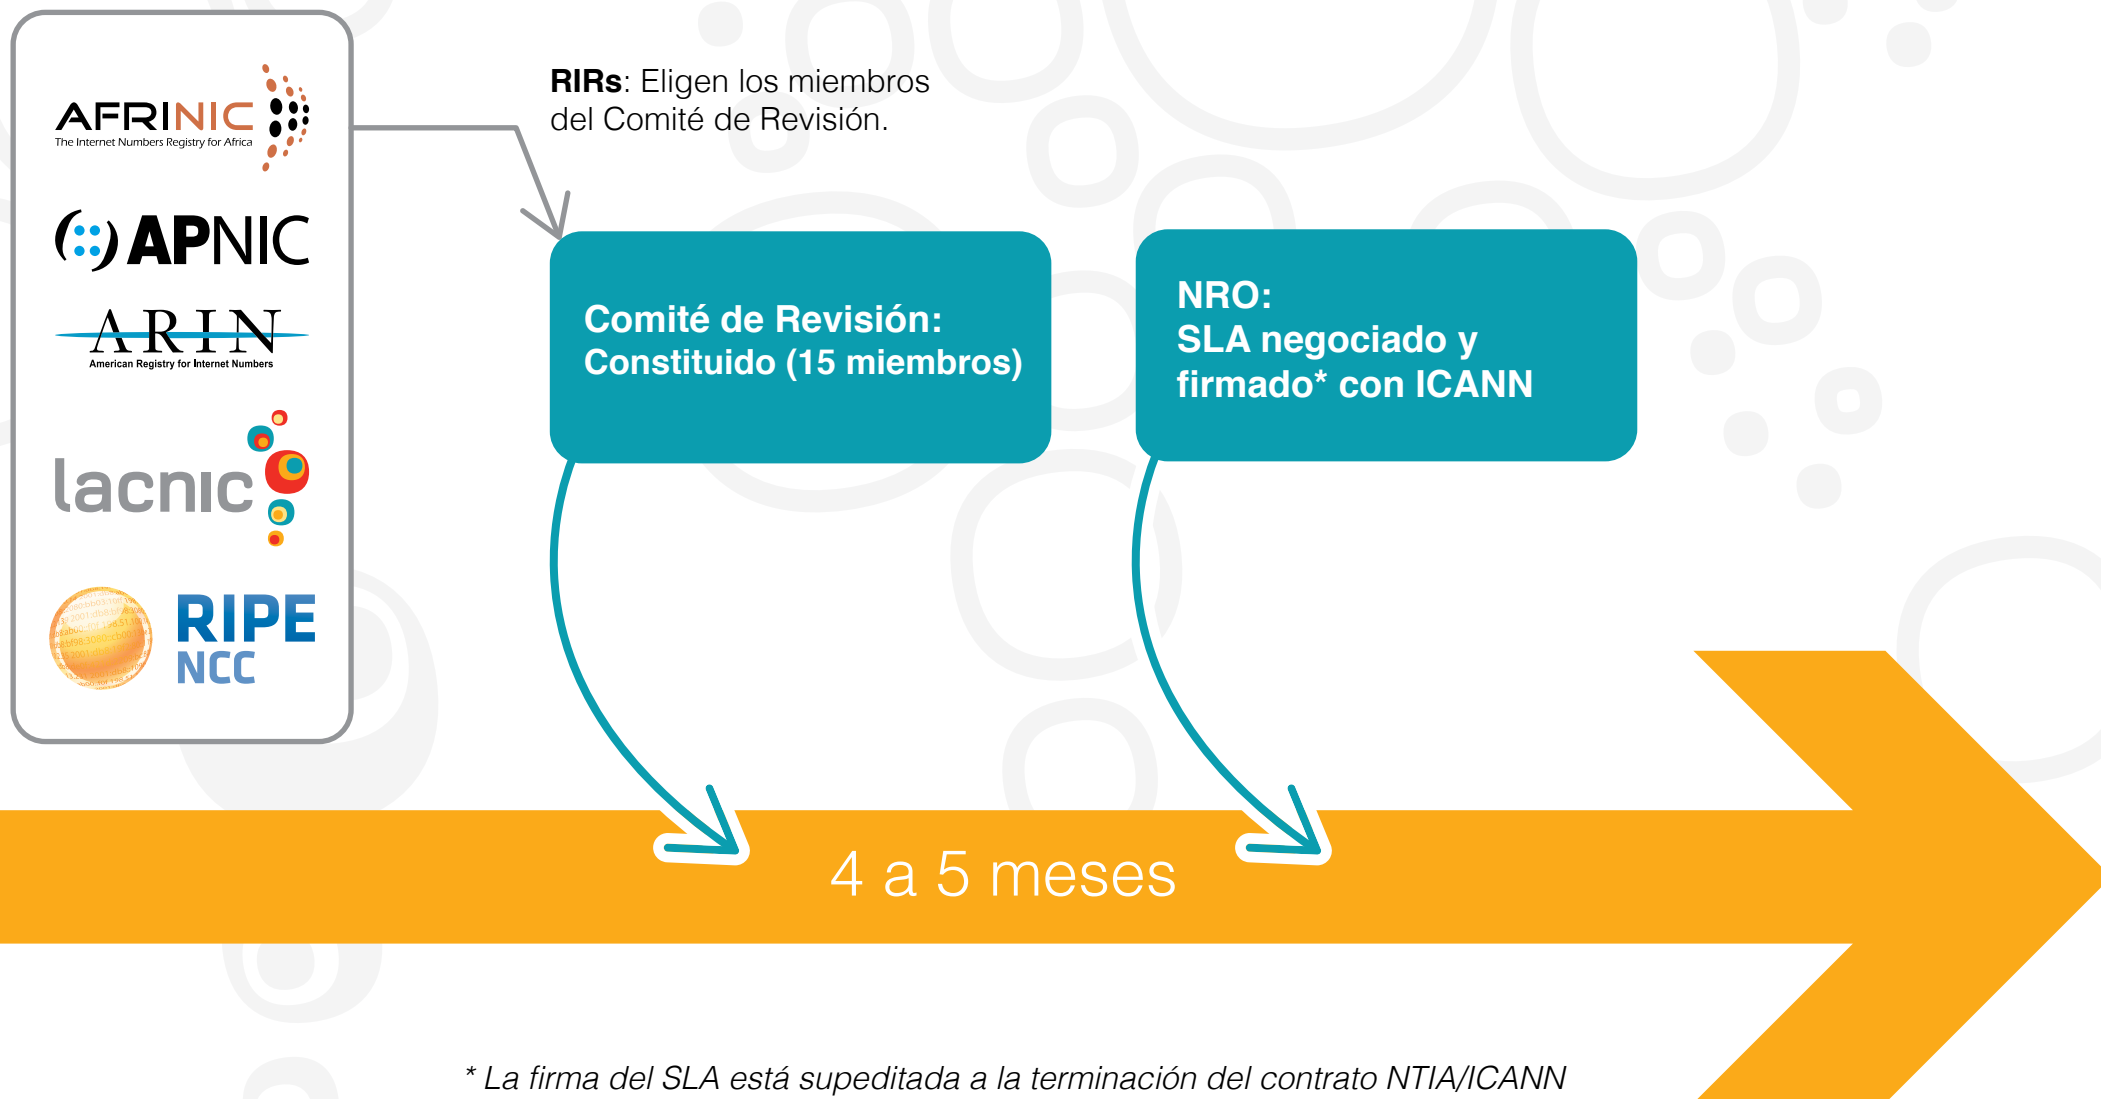 AFRINIC
The Internet Numbers Registry for Africa
APNIC
ARIN
American Registry for Internet Numbers
lacnic
RIPE
NCC
RIRs: Eligen los miembros
del Comité de Revisión.
Comité de Revisión:
Constituido (15 miembros)
NRO:
SLA negociado y
firmado* con ICANN
4 a 5 meses
* La firma del SLA está supeditada a la terminación del contrato NTIA/ICANN